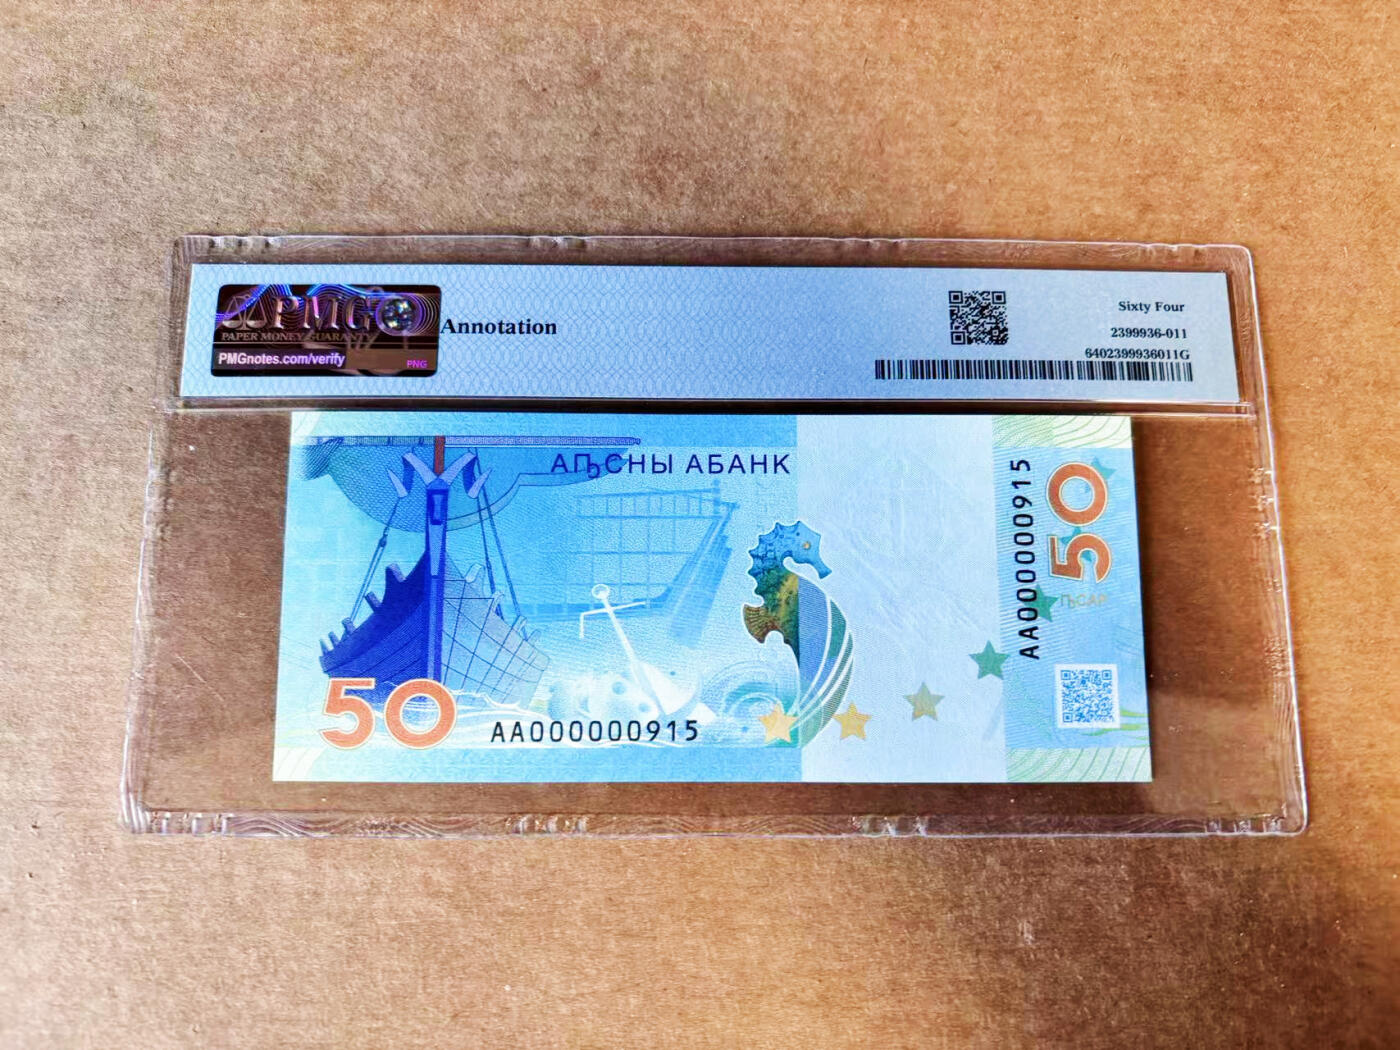 PMG
PAPER MONEY GUARANTY
PMGnotes.com/verify
PNG
Annotation
Sixty Four
2399936-011
6402399936011G
АԤСНЫ АБАНК
50
AA000000915
AA000000915
50
ԤСАР